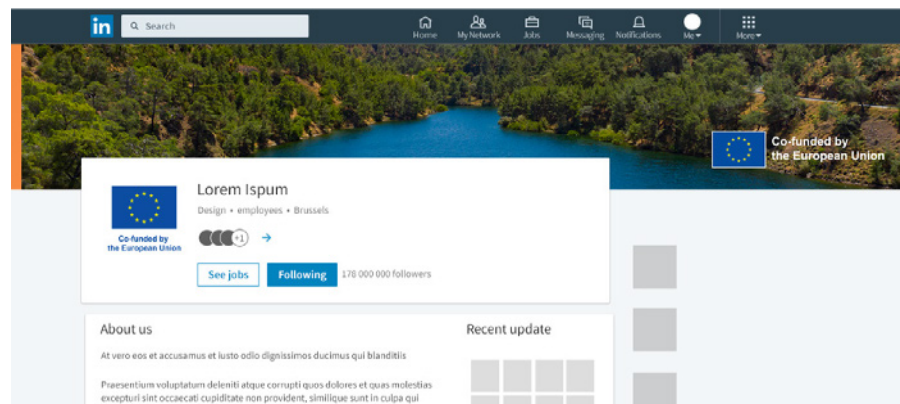 in
Search
Home
My Network
Jobs
Messaging
Notifications
Me
More
Co-funded by
the European Union
Co-funded by
the European Union
Lorem Ispum
Design • employees • Brussels
+1
See jobs
Following
178 000 000 followers
About us
At vero eos et accusamus et iusto odio dignissimos ducimus qui blanditiis
Praesentium voluptatum deleniti atque corrupti quos dolores et quas molestias
excepturi sint occaecati cupiditate non provident, similique sunt in culpa qui
Recent update